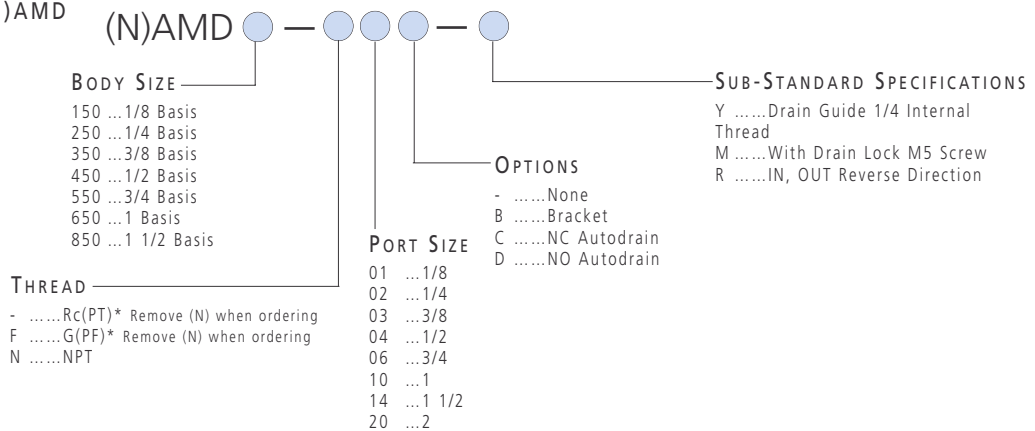 )AMD
(N)AMD — —
BODY SIZE
150 ...1/8 Basis
250 ...1/4 Basis
350 ...3/8 Basis
450 ...1/2 Basis
550 ...3/4 Basis
650 ...1 Basis
850 ...1 1/2 Basis
THREAD
- ......Rc(PT)* Remove (N) when ordering
F ......G(PF)* Remove (N) when ordering
N ......NPT
PORT SIZE
01 ...1/8
02 ...1/4
03 ...3/8
04 ...1/2
06 ...3/4
10 ...1
14 ...1 1/2
20 ...2
OPTIONS
- ......None
B ......Bracket
C ......NC Autodrain
D ......NO Autodrain
SUB-STANDARD SPECIFICATIONS
Y ......Drain Guide 1/4 Internal
Thread
M ......With Drain Lock M5 Screw
R ......IN, OUT Reverse Direction